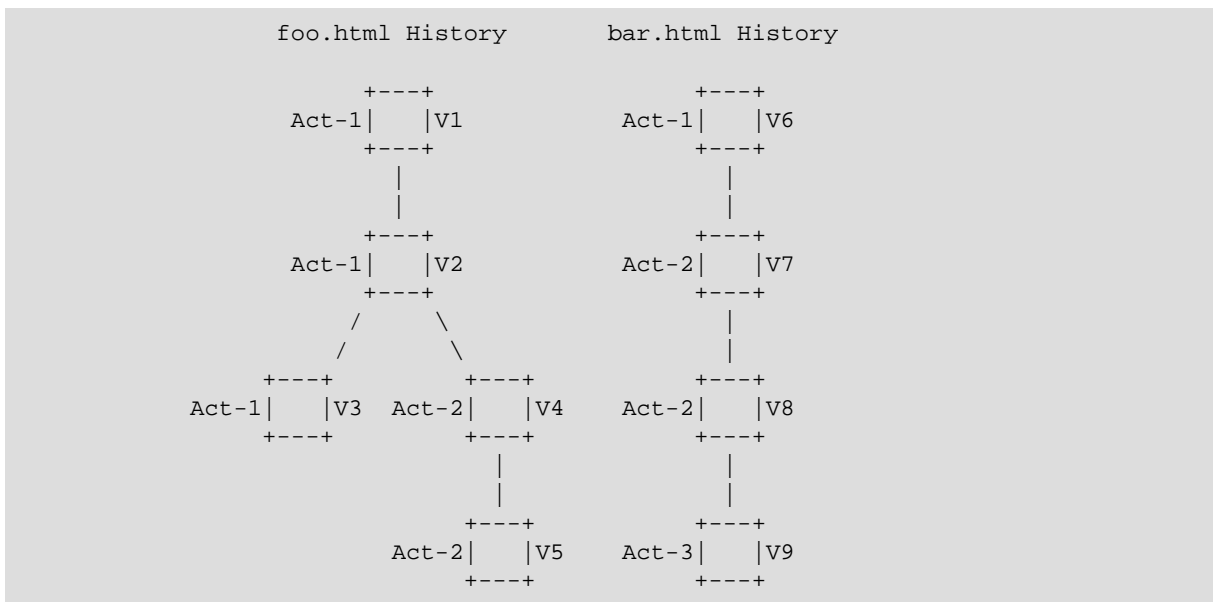 foo.html History       bar.html History
      +---+                  +---+
Act-1|   |V1           Act-1|   |V6
      +---+                  +---+
        |                      |
        |                      |
      +---+                  +---+
Act-1|   |V2           Act-2|   |V7
      +---+                  +---+
     /     \                   |
    /       \                  |
+---+         +---+          +---+
Act-1|   |V3  Act-2|   |V4    Act-2|   |V8
+---+         +---+          +---+
                |              |
                |              |
              +---+          +---+
        Act-2|   |V5    Act-3|   |V9
              +---+          +---+